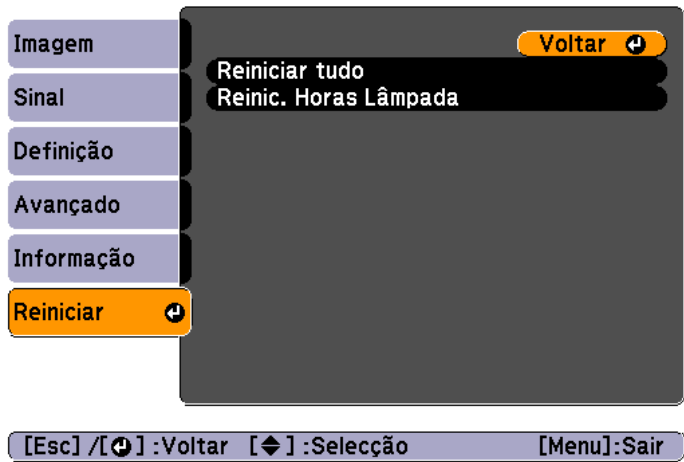 Imagem
Sinal
Definição
Avançado
Informação
Reiniciar
Voltar
Reiniciar tudo
Reinic. Horas Lâmpada
[Esc] /[ ] :Voltar [ ] :Selecção [Menu]:Sair